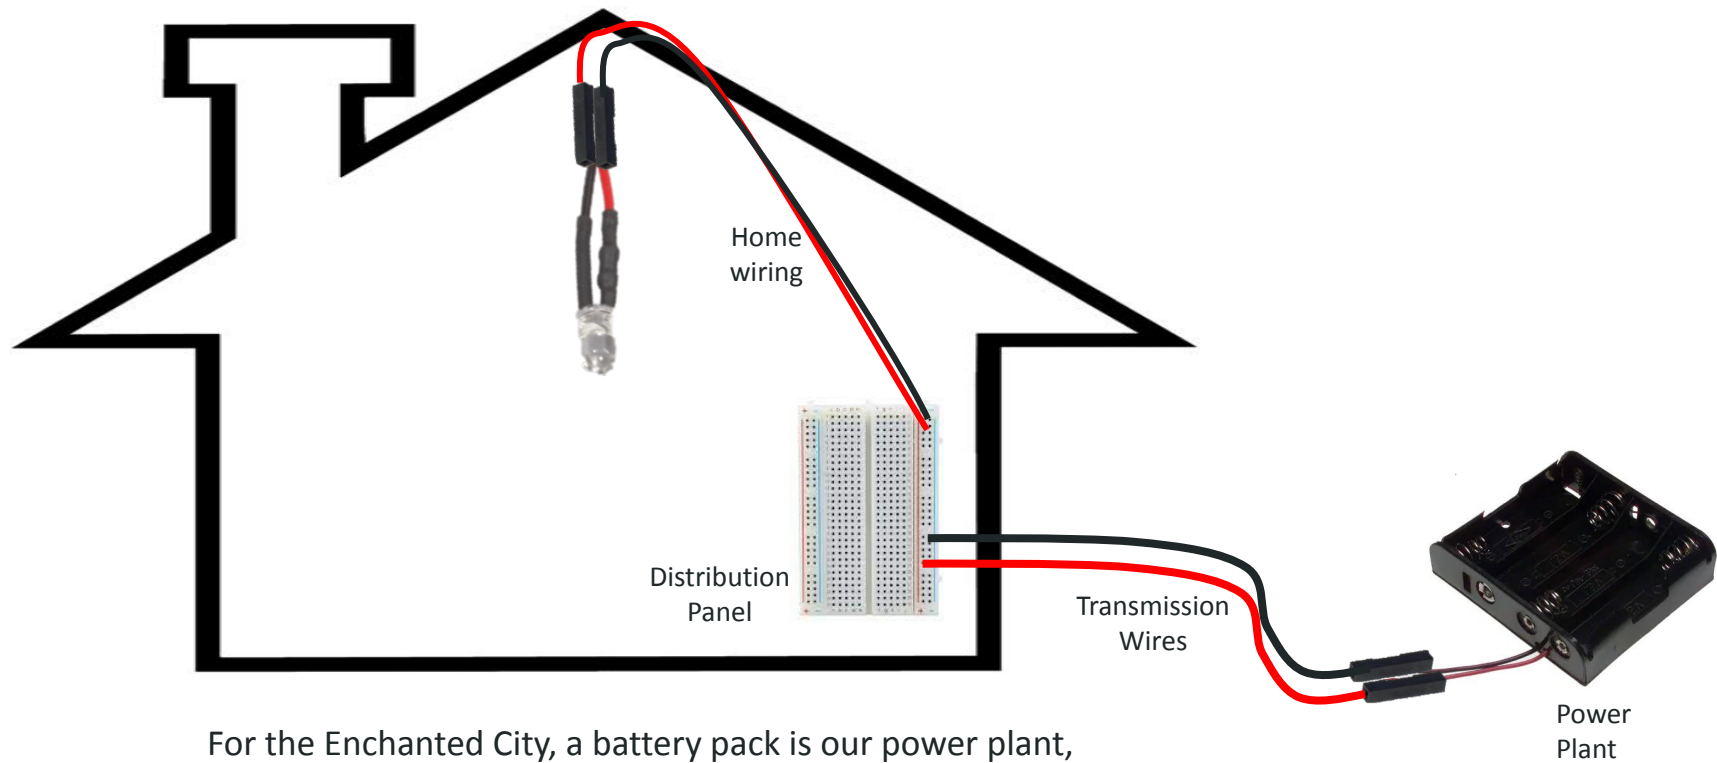 Home
wiring
Distribution
Panel
Transmission
Wires
Power
Plant
For the Enchanted City, a battery pack is our power plant,